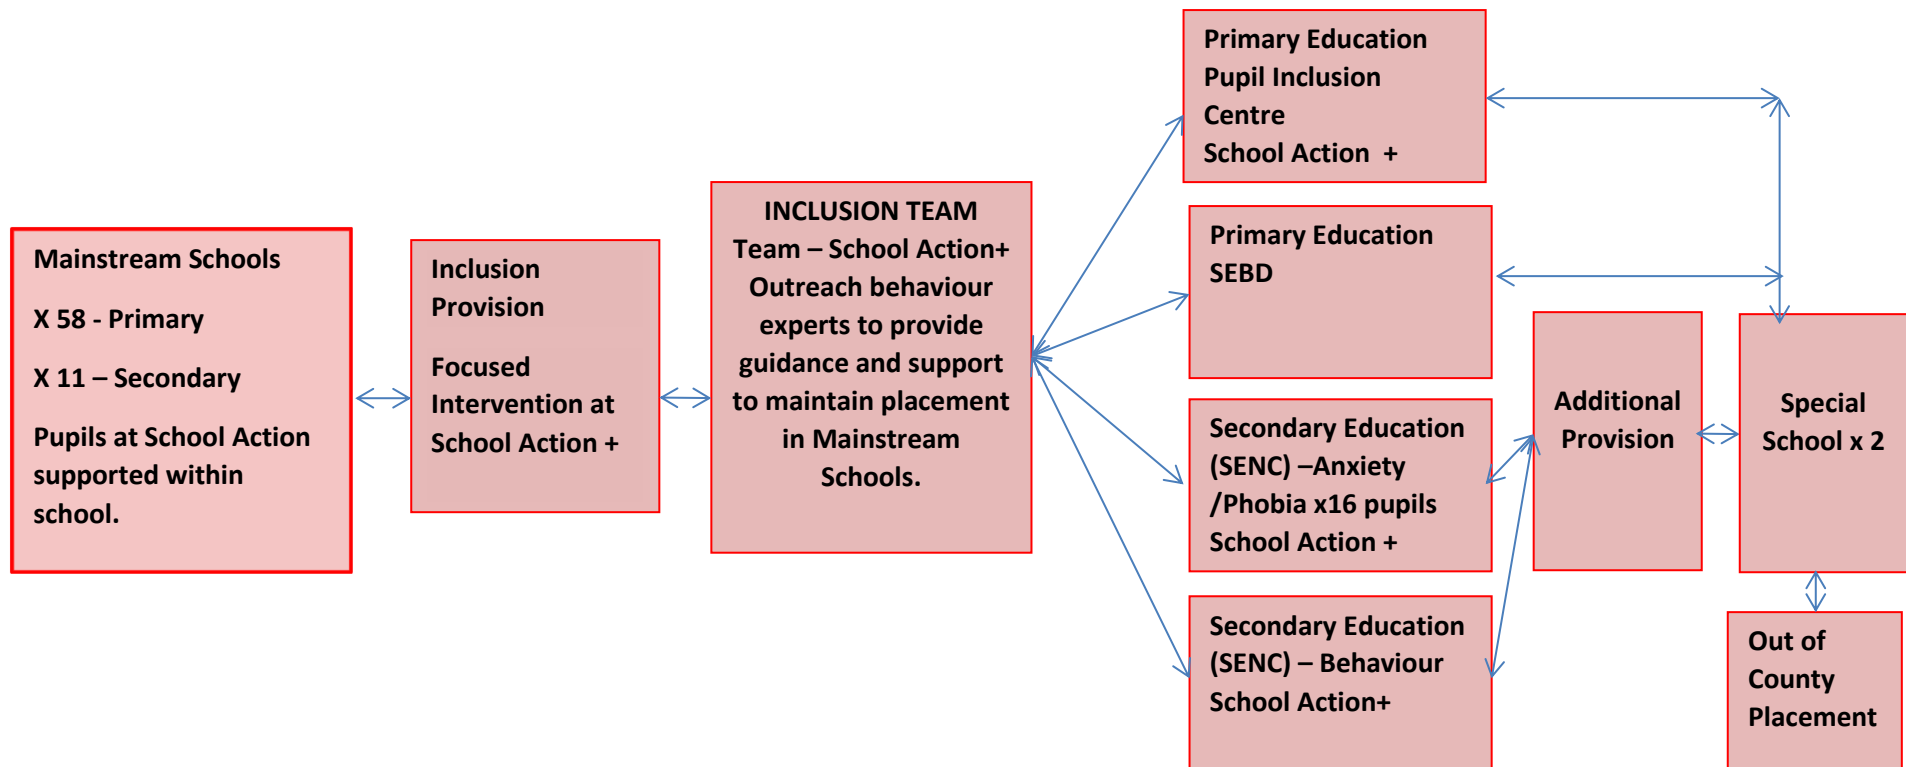 Mainstream Schools
X 58 - Primary
X 11 – Secondary
Pupils at School Action
supported within
school.
Inclusion
Provision
Focused
Intervention at
School Action +
INCLUSION TEAM
Team – School Action+
Outreach behaviour
experts to provide
guidance and support
to maintain placement
in Mainstream
Schools.
Primary Education
Pupil Inclusion
Centre
School Action  +
Primary Education
SEBD
Secondary Education
(SENC) –Anxiety
/Phobia x16 pupils
School Action +
Secondary Education
(SENC) – Behaviour
School Action+
Additional
Provision
Special
School x 2
Out of
County
Placement